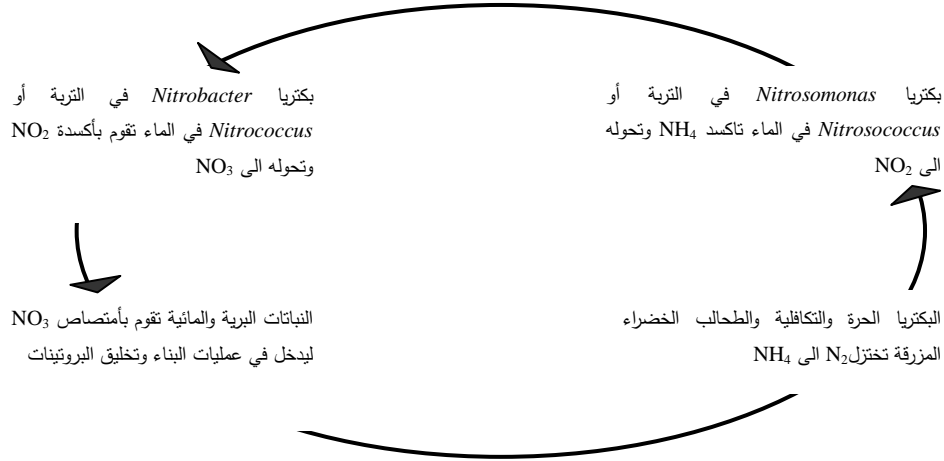 بكتريا Nitrosomonas في التربة أو
Nitrosococcus في الماء تاكسد NH₄ وتحوله
الى NO₂
بكتريا Nitrobacter في التربة أو
Nitrococcus في الماء تقوم بأكسدة NO₂
وتحوله الى NO₃
البكتريا الحرة والتكافلية والطحالب الخضراء
المزرقة تختزلN₂ الى NH₄
النباتات البرية والمائية تقوم بأمتصاص NO₃
ليدخل في عمليات البناء وتخليق البروتينات